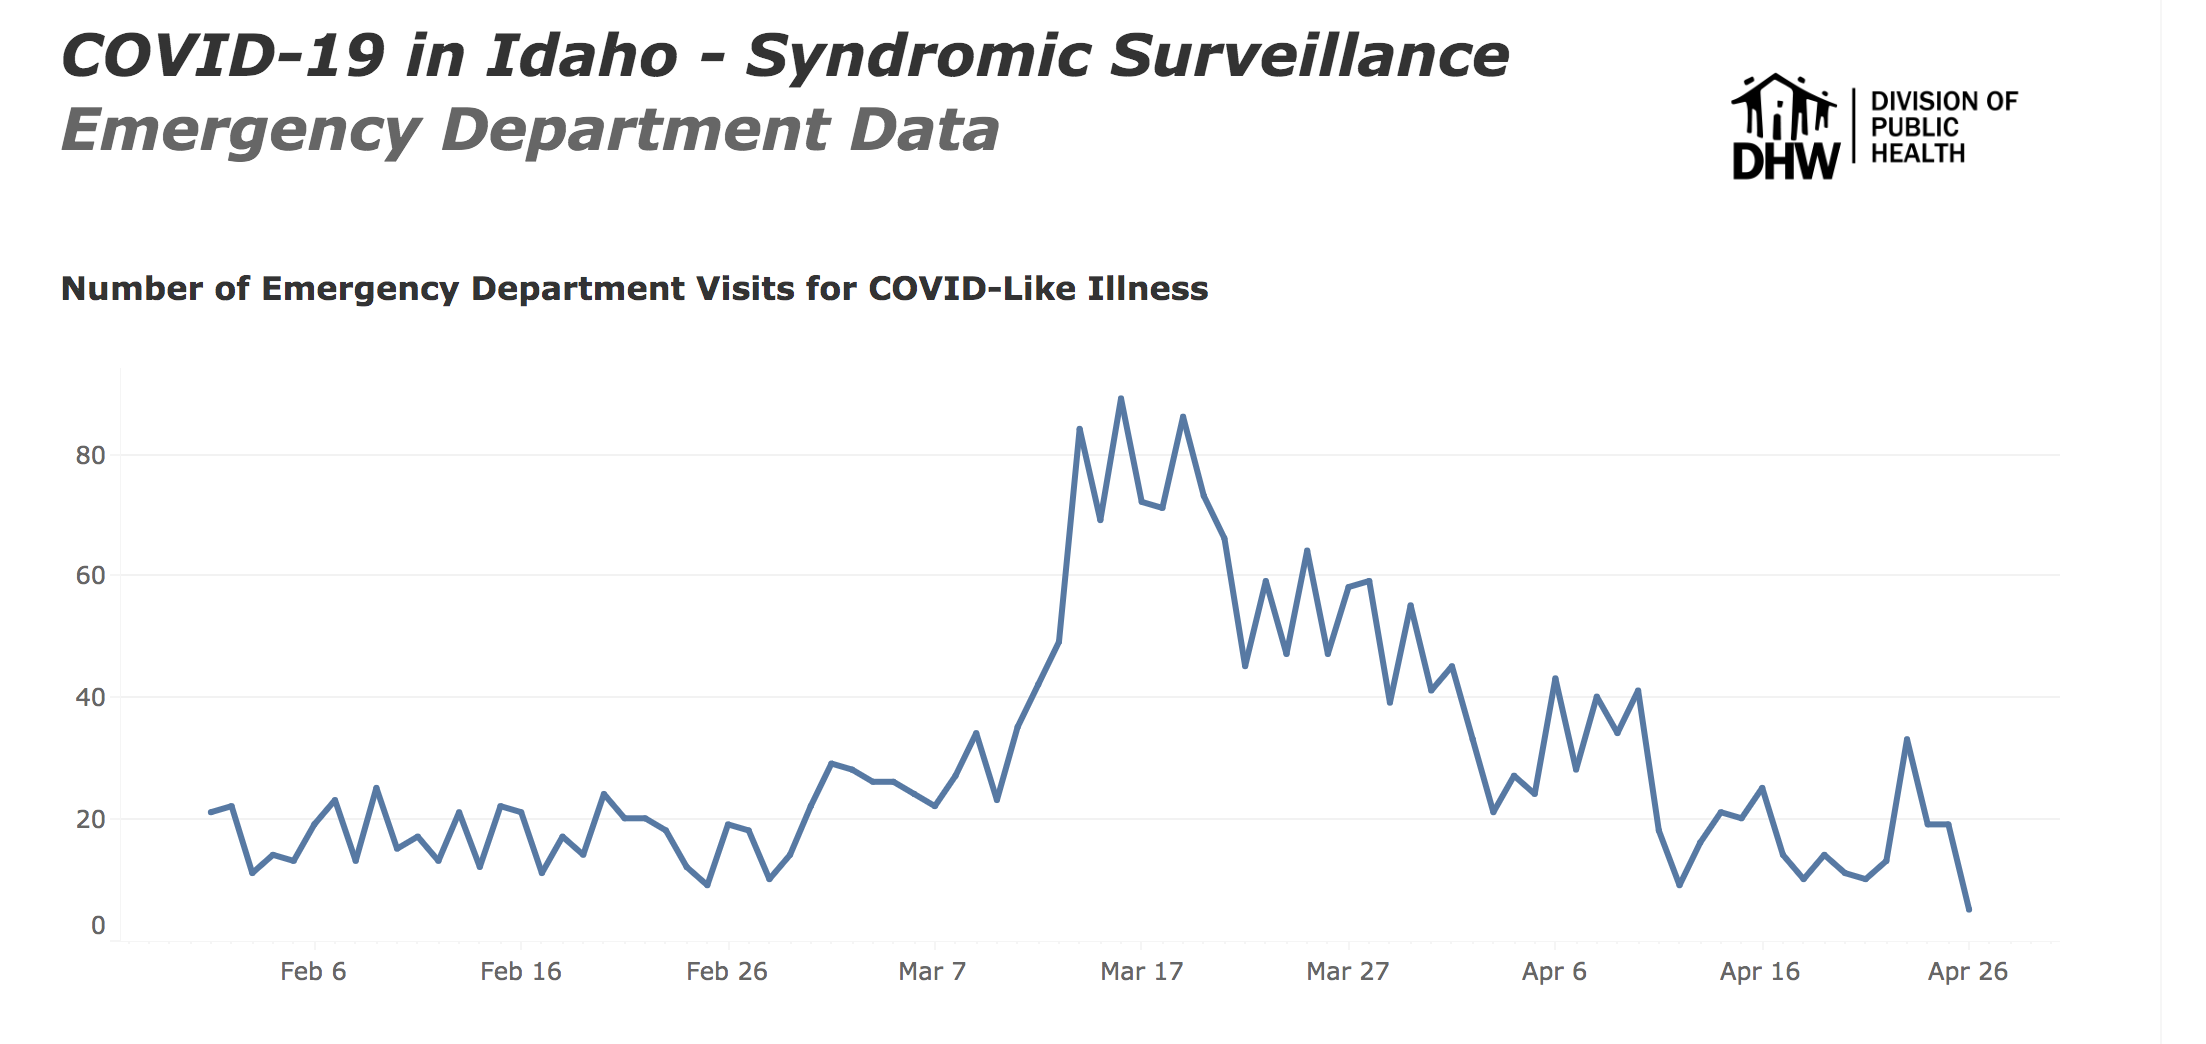 COVID-19 in Idaho - Syndromic Surveillance
Emergency Department Data
DHW
DIVISION OF
PUBLIC
HEALTH
Number of Emergency Department Visits for COVID-Like Illness
80
60
40
20
0
Feb 6 Feb 16 Feb 26 Mar 7 Mar 17 Mar 27 Apr 6 Apr 16 Apr 26